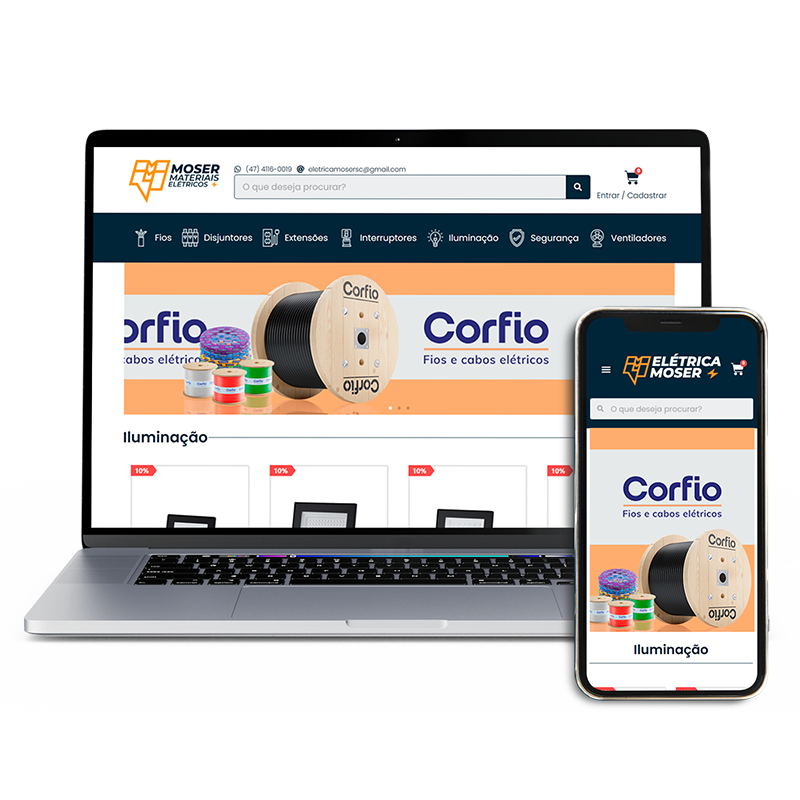 MOSER
MATERIAIS
ELÉTRICOS
(47) 4116-0019 eletricamosersc@gmail.com
O que deseja procurar?
0
Entrar / Cadastrar
Fios Disjuntores Extensões Interruptores Iluminação Segurança Ventiladores
orfio
cabos elétricos
Corfio
Corfio
Corfio
Fios e cabos elétricos
Iluminação
10% 10% 10% 10%
ELÉTRICA
MOSER
0
O que deseja procurar?
Corfio
Fios e cabos elétricos
Corfio
Corfio
Iluminação